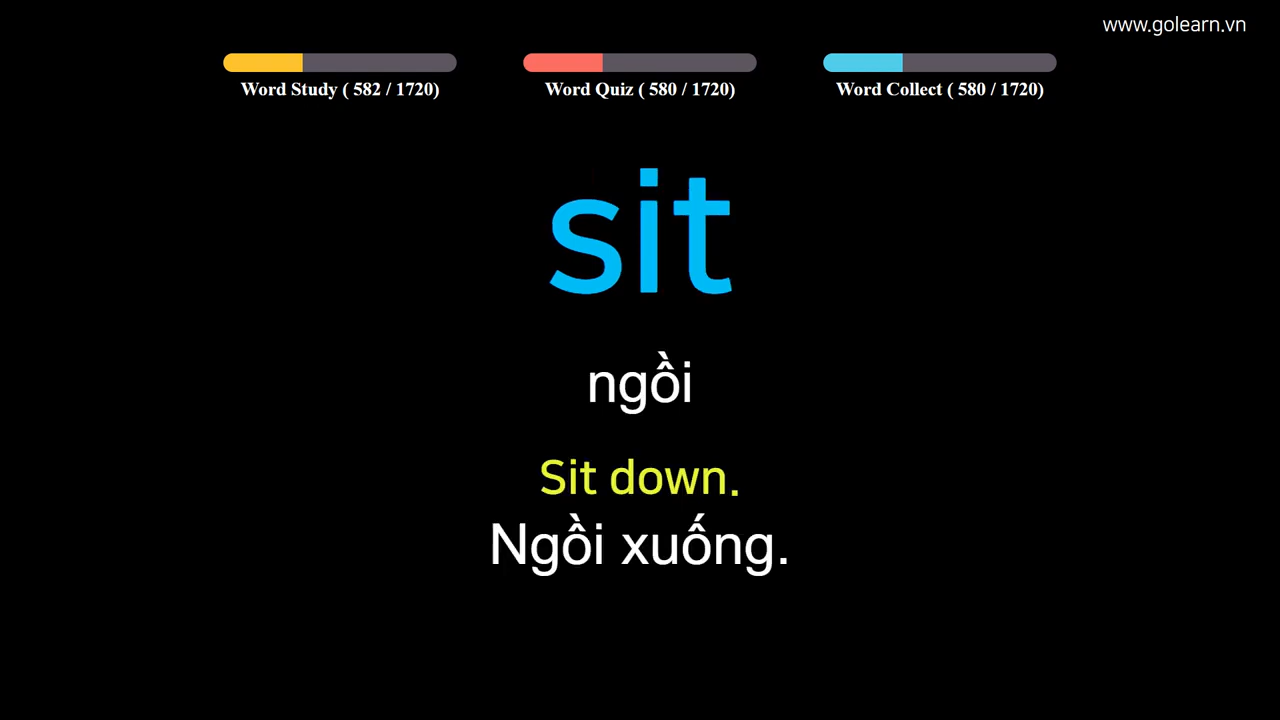 www.golearn.vn
Word Study ( 582 / 1720)
Word Quiz ( 580 / 1720)
Word Collect ( 580 / 1720)
sit
ngồi
Sit down.
Ngồi xuống.